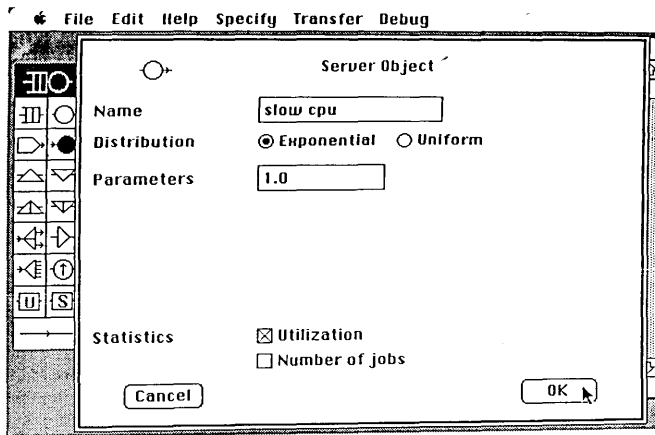 File Edit Help Specify Transfer Debug
Server Object
Name slow cpu
Distribution Exponential Uniform
Parameters 1.0
U S
Statistics Utilization
Number of jobs
Cancel OK